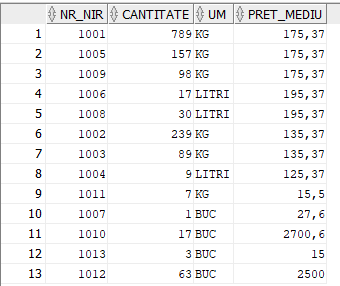 NR_NIR CANTITATE UM PRET_MEDIU
1 1001 789 KG 175,37
2 1005 157 KG 175,37
3 1009 98 KG 175,37
4 1006 17 LITRI 195,37
5 1008 30 LITRI 195,37
6 1002 239 KG 135,37
7 1003 89 KG 135,37
8 1004 9 LITRI 125,37
9 1011 7 KG 15,5
10 1007 1 BUC 27,6
11 1010 17 BUC 2700,6
12 1013 3 BUC 15
13 1012 63 BUC 2500